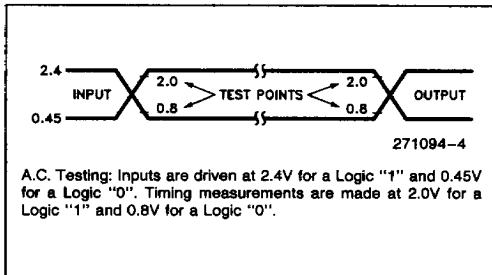 2.4
2.0 2.0
INPUT TEST POINTS OUTPUT
0.8 0.8
0.45
271094-4
A.C. Testing: Inputs are driven at 2.4V for a Logic "1" and 0.45V
for a Logic "0". Timing measurements are made at 2.0V for a
Logic "1" and 0.8V for a Logic "0".